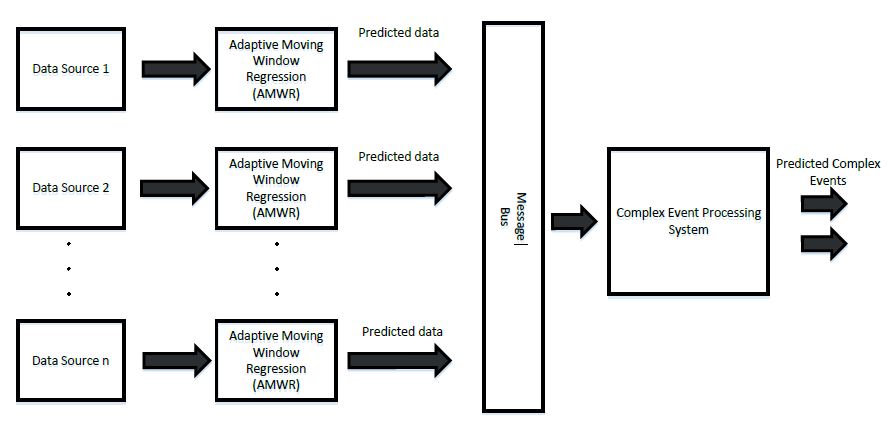 Data Source 1
Adaptive Moving
Window
Regression
(AMWR)
Predicted data
Data Source 2
Adaptive Moving
Window
Regression
(AMWR)
Predicted data
Data Source n
Adaptive Moving
Window
Regression
(AMWR)
Predicted data
Message
Bus
Complex Event Processing
System
Predicted Complex
Events